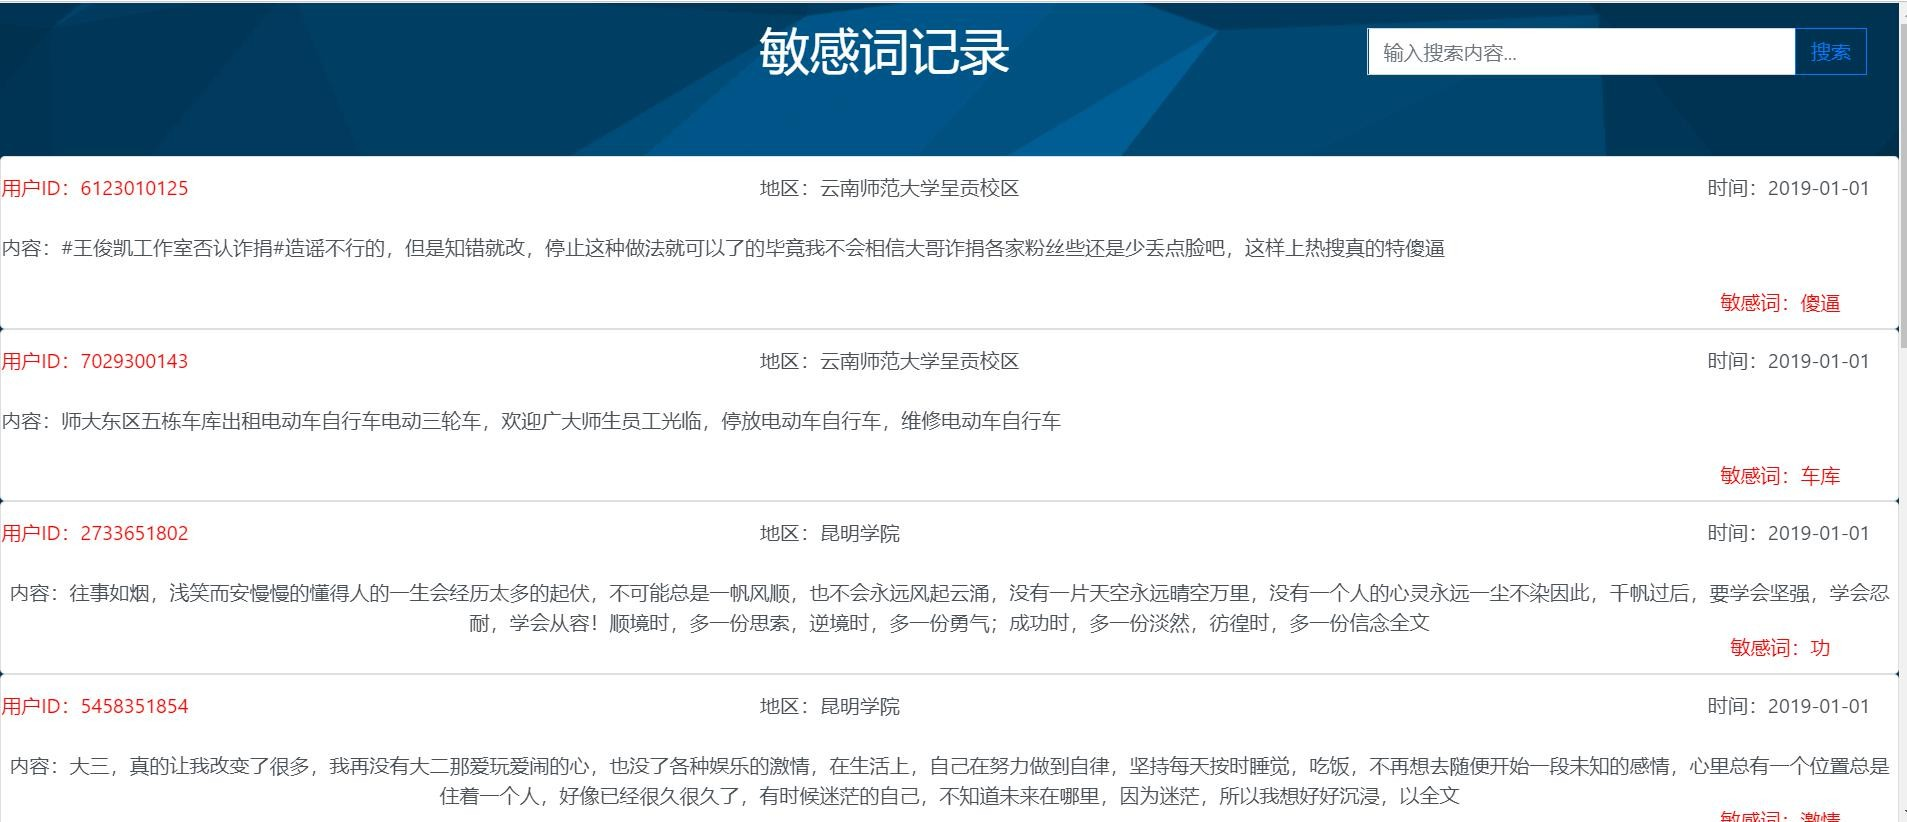 敏感词记录
输入搜索内容...
搜索
用户ID：6123010125
地区：云南师范大学呈贡校区
时间：2019-01-01
内容：#王俊凯工作室否认诈捐#造谣不行的，但是知错就改，停止这种做法就可以了的毕竟我不会相信大哥诈捐各家粉丝些还是少丢点脸吧，这样上热搜真的特傻逼
敏感词：傻逼
用户ID：7029300143
地区：云南师范大学呈贡校区
时间：2019-01-01
内容：师大东区五栋车库出租电动车自行车电动三轮车，欢迎广大师生员工光临，停放电动车自行车，维修电动车自行车
敏感词：车库
用户ID：2733651802
地区：昆明学院
时间：2019-01-01
内容：往事如烟，浅笑而安慢慢的懂得人的一生会经历太多的起伏，不可能总是一帆风顺，也不会永远风起云涌，没有一片天空永远晴空万里，没有一个人的心灵永远一尘不染因此，千帆过后，要学会坚强，学会忍
耐，学会从容！顺境时，多一份思索，逆境时，多一份勇气；成功时，多一份淡然，彷徨时，多一份信念全文
敏感词：功
用户ID：5458351854
地区：昆明学院
时间：2019-01-01
内容：大三，真的让我改变了很多，我再没有大二那爱玩爱闹的心，也没了各种娱乐的激情，在生活上，自己在努力做到自律，坚持每天按时睡觉，吃饭，不再想去随便开始一段未知的感情，心里总有一个位置总是
住着一个人，好像已经很久很久了，有时候迷茫的自己，不知道未来在哪里，因为迷茫，所以我想好好沉浸，以全文
敏感词：激情